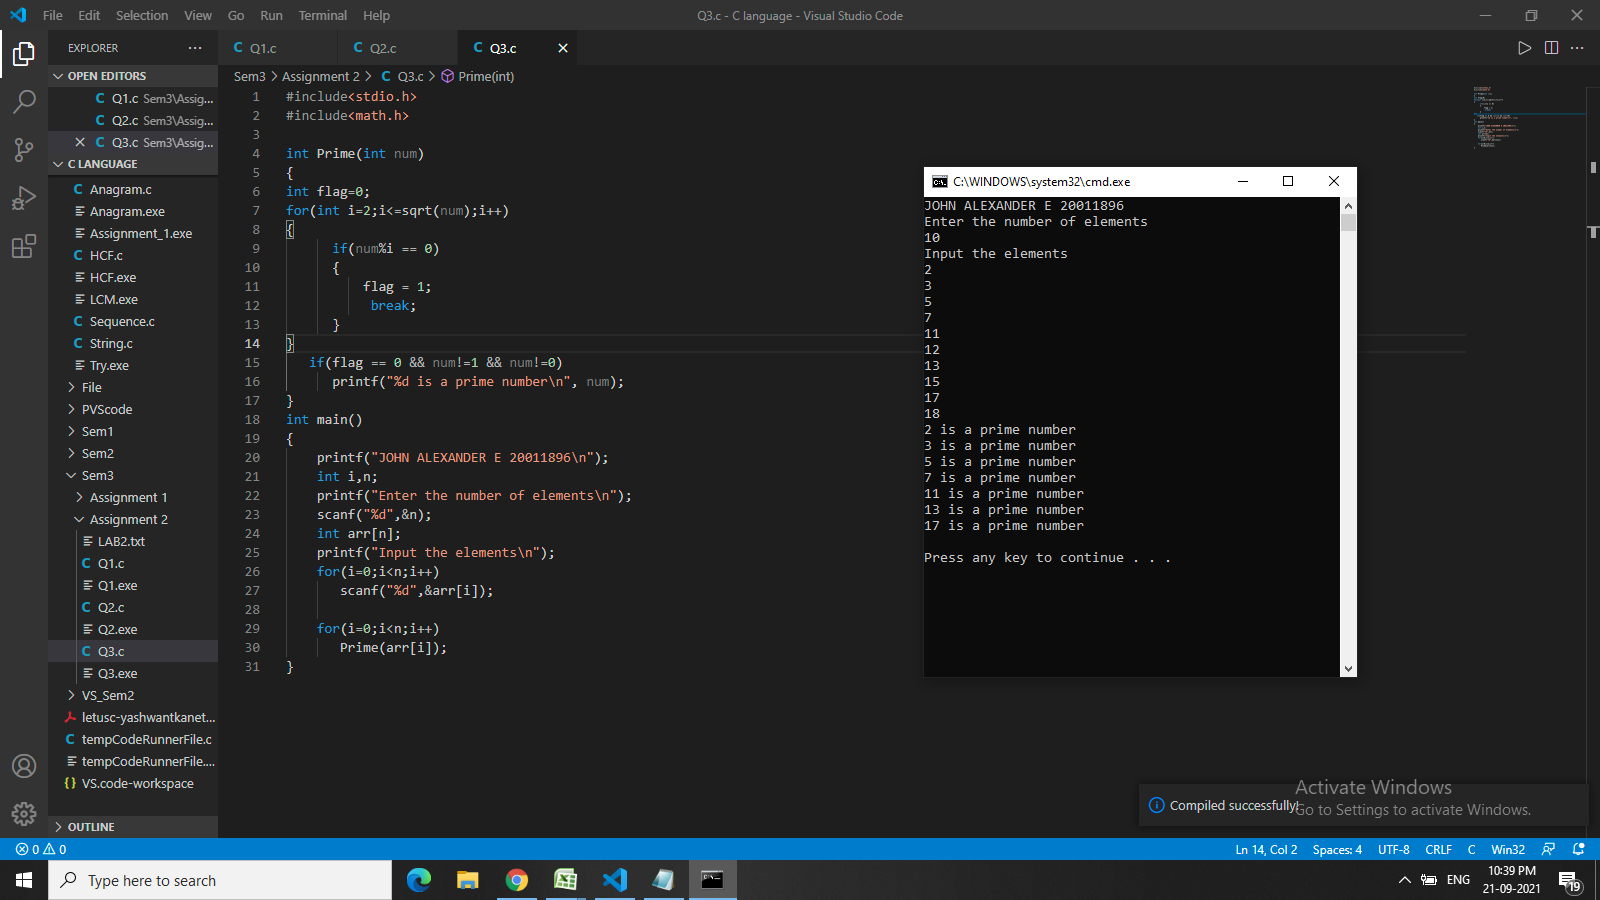 File Edit Selection View Go Run Terminal Help
Q3.c - C language - Visual Studio Code
EXPLORER
OPEN EDITORS
C Q1.c Sem3\Assig...
C Q2.c Sem3\Assig...
C Q3.c Sem3\Assig...
C LANGUAGE
C Anagram.c
Anagram.exe
Assignment_1.exe
C HCF.c
HCF.exe
LCM.exe
C Sequence.c
C String.c
Try.exe
File
PVScode
Sem1
Sem2
Sem3
Assignment 1
Assignment 2
LAB2.txt
C Q1.c
Q1.exe
C Q2.c
Q2.exe
C Q3.c
Q3.exe
VS_Sem2
letusc-yashwantkanet...
C tempCodeRunnerFile.c
tempCodeRunnerFile....
{} VS.code-workspace
OUTLINE
C Q1.c C Q2.c C Q3.c
Sem3 > Assignment 2 > C Q3.c > Prime(int)
1 #include<stdio.h>
2 #include<math.h>
3
4 int Prime(int num)
5 {
6 int flag=0;
7 for(int i=2;i<=sqrt(num);i++)
8 {
9 if(num%i == 0)
10 {
11 flag = 1;
12 break;
13 }
14 }
15 if(flag == 0 && num!=1 && num!=0)
16 printf("%d is a prime number\n", num);
17 }
18 int main()
19 {
20 printf("JOHN ALEXANDER E 20011896\n");
21 int i,n;
22 printf("Enter the number of elements\n");
23 scanf("%d",&n);
24 int arr[n];
25 printf("Input the elements\n");
26 for(i=0;i<n;i++)
27 scanf("%d",&arr[i]);
28
29 for(i=0;i<n;i++)
30 Prime(arr[i]);
31 }
C:\WINDOWS\system32\cmd.exe
JOHN ALEXANDER E 20011896
Enter the number of elements
10
Input the elements
2
3
5
7
11
12
13
15
17
18
2 is a prime number
3 is a prime number
5 is a prime number
7 is a prime number
11 is a prime number
13 is a prime number
17 is a prime number
Press any key to continue . . .
Activate Windows
Go to Settings to activate Windows.
Compiled successfully!
0 0
Ln 14, Col 2 Spaces: 4 UTF-8 CRLF C Win32
Type here to search
ENG
10:39 PM
21-09-2021
19